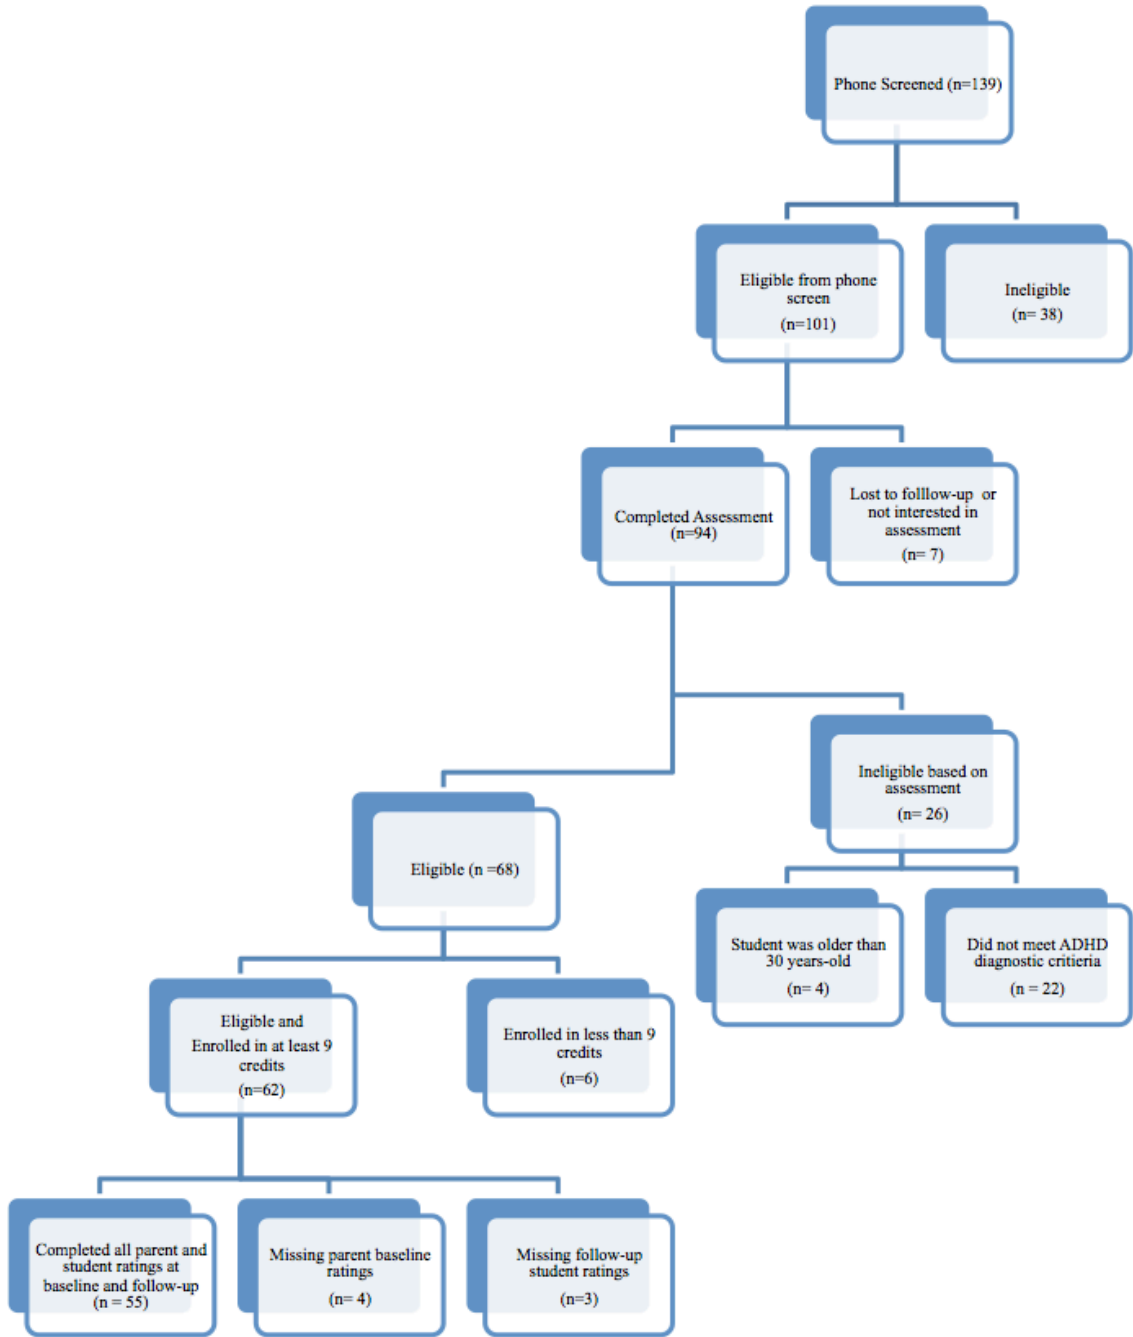 Phone Screened (n=139)
Eligible from phone
screen
(n=101)
Ineligible
(n= 38)
Completed Assessment
(n=94)
Lost to folllow-up or
not interested in
assessment
(n= 7)
Ineligible based on
assessment
(n= 26)
Eligible (n =68)
Student was older than
30 years-old
(n= 4)
Did not meet ADHD
diagnostic critieria
(n = 22)
Eligible and
Enrolled in at least 9
credits
(n=62)
Enrolled in less than 9
credits
(n=6)
Completed all parent and
student ratings at
baseline and follow-up
(n = 55)
Missing parent baseline
ratings
(n= 4)
Missing follow-up
student ratings
(n=3)